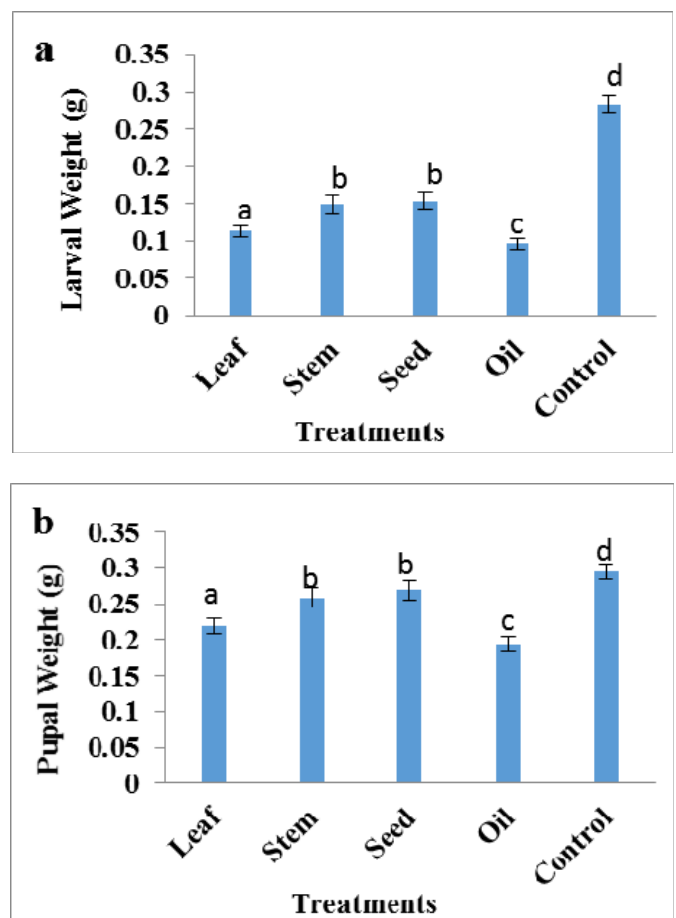 a
Larval Weight (g)
0.35
0.3
0.25
0.2
0.15
0.1
0.05
0
a
b
b
c
d
Leaf
Stem
Seed
Oil
Control
Treatments
b
Pupal Weight (g)
0.35
0.3
0.25
0.2
0.15
0.1
0.05
0
a
b
b
c
d
Leaf
Stem
Seed
Oil
Control
Treatments